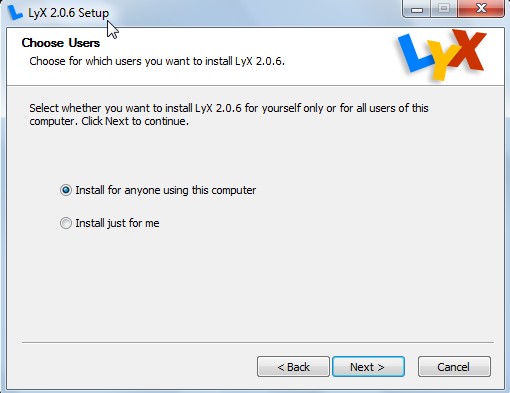 LyX 2.0.6 Setup
Choose Users
Choose for which users you want to install LyX 2.0.6.
LYX
Select whether you want to install LyX 2.0.6 for yourself only or for all users of this
computer. Click Next to continue.
Install for anyone using this computer
Install just for me
< Back
Next >
Cancel